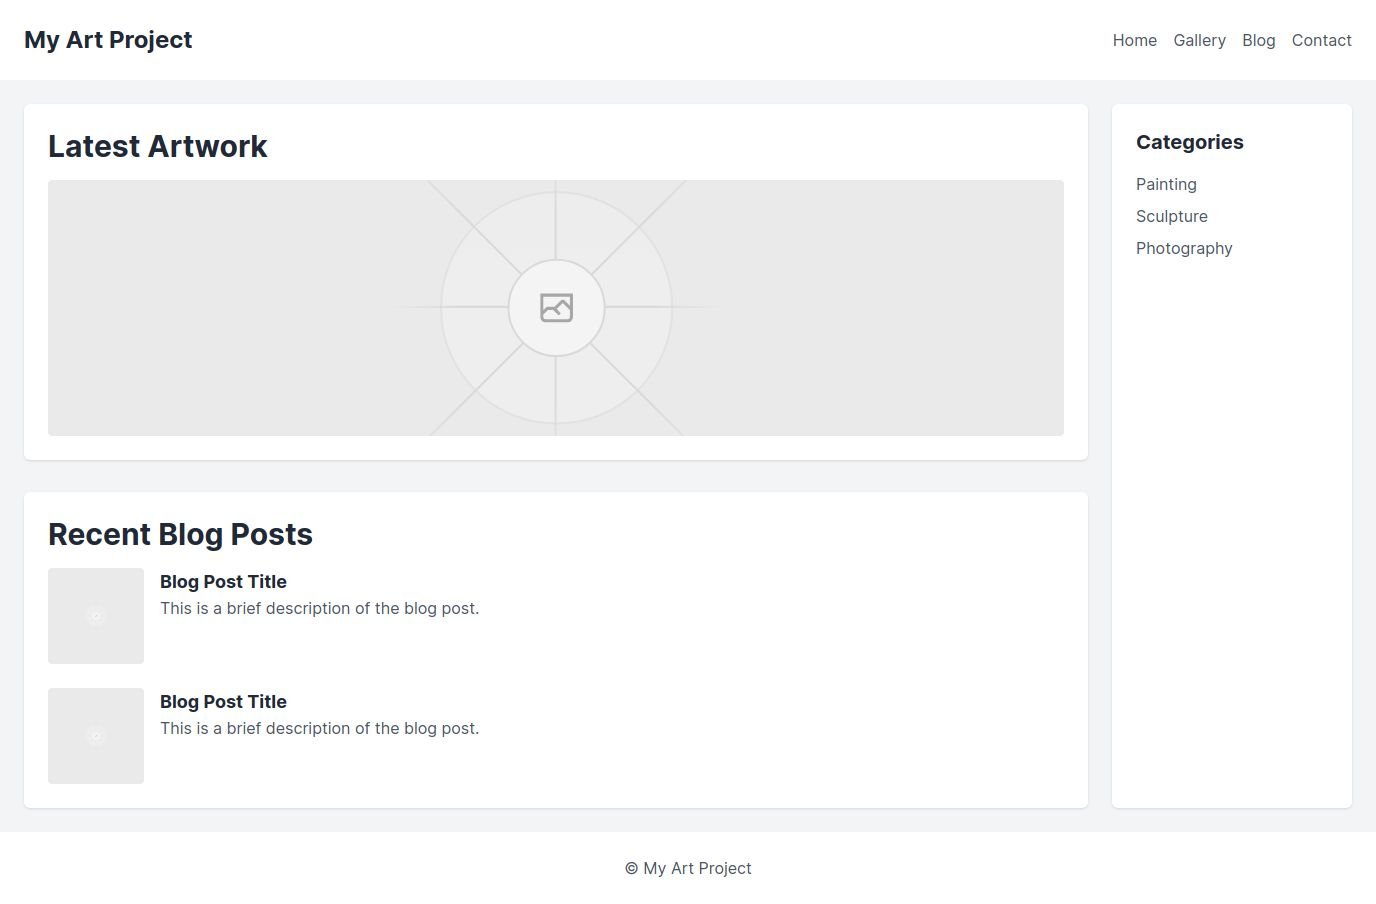 My Art Project
Home Gallery Blog Contact
Latest Artwork
Recent Blog Posts
Blog Post Title
This is a brief description of the blog post.
Blog Post Title
This is a brief description of the blog post.
Categories
Painting
Sculpture
Photography
© My Art Project